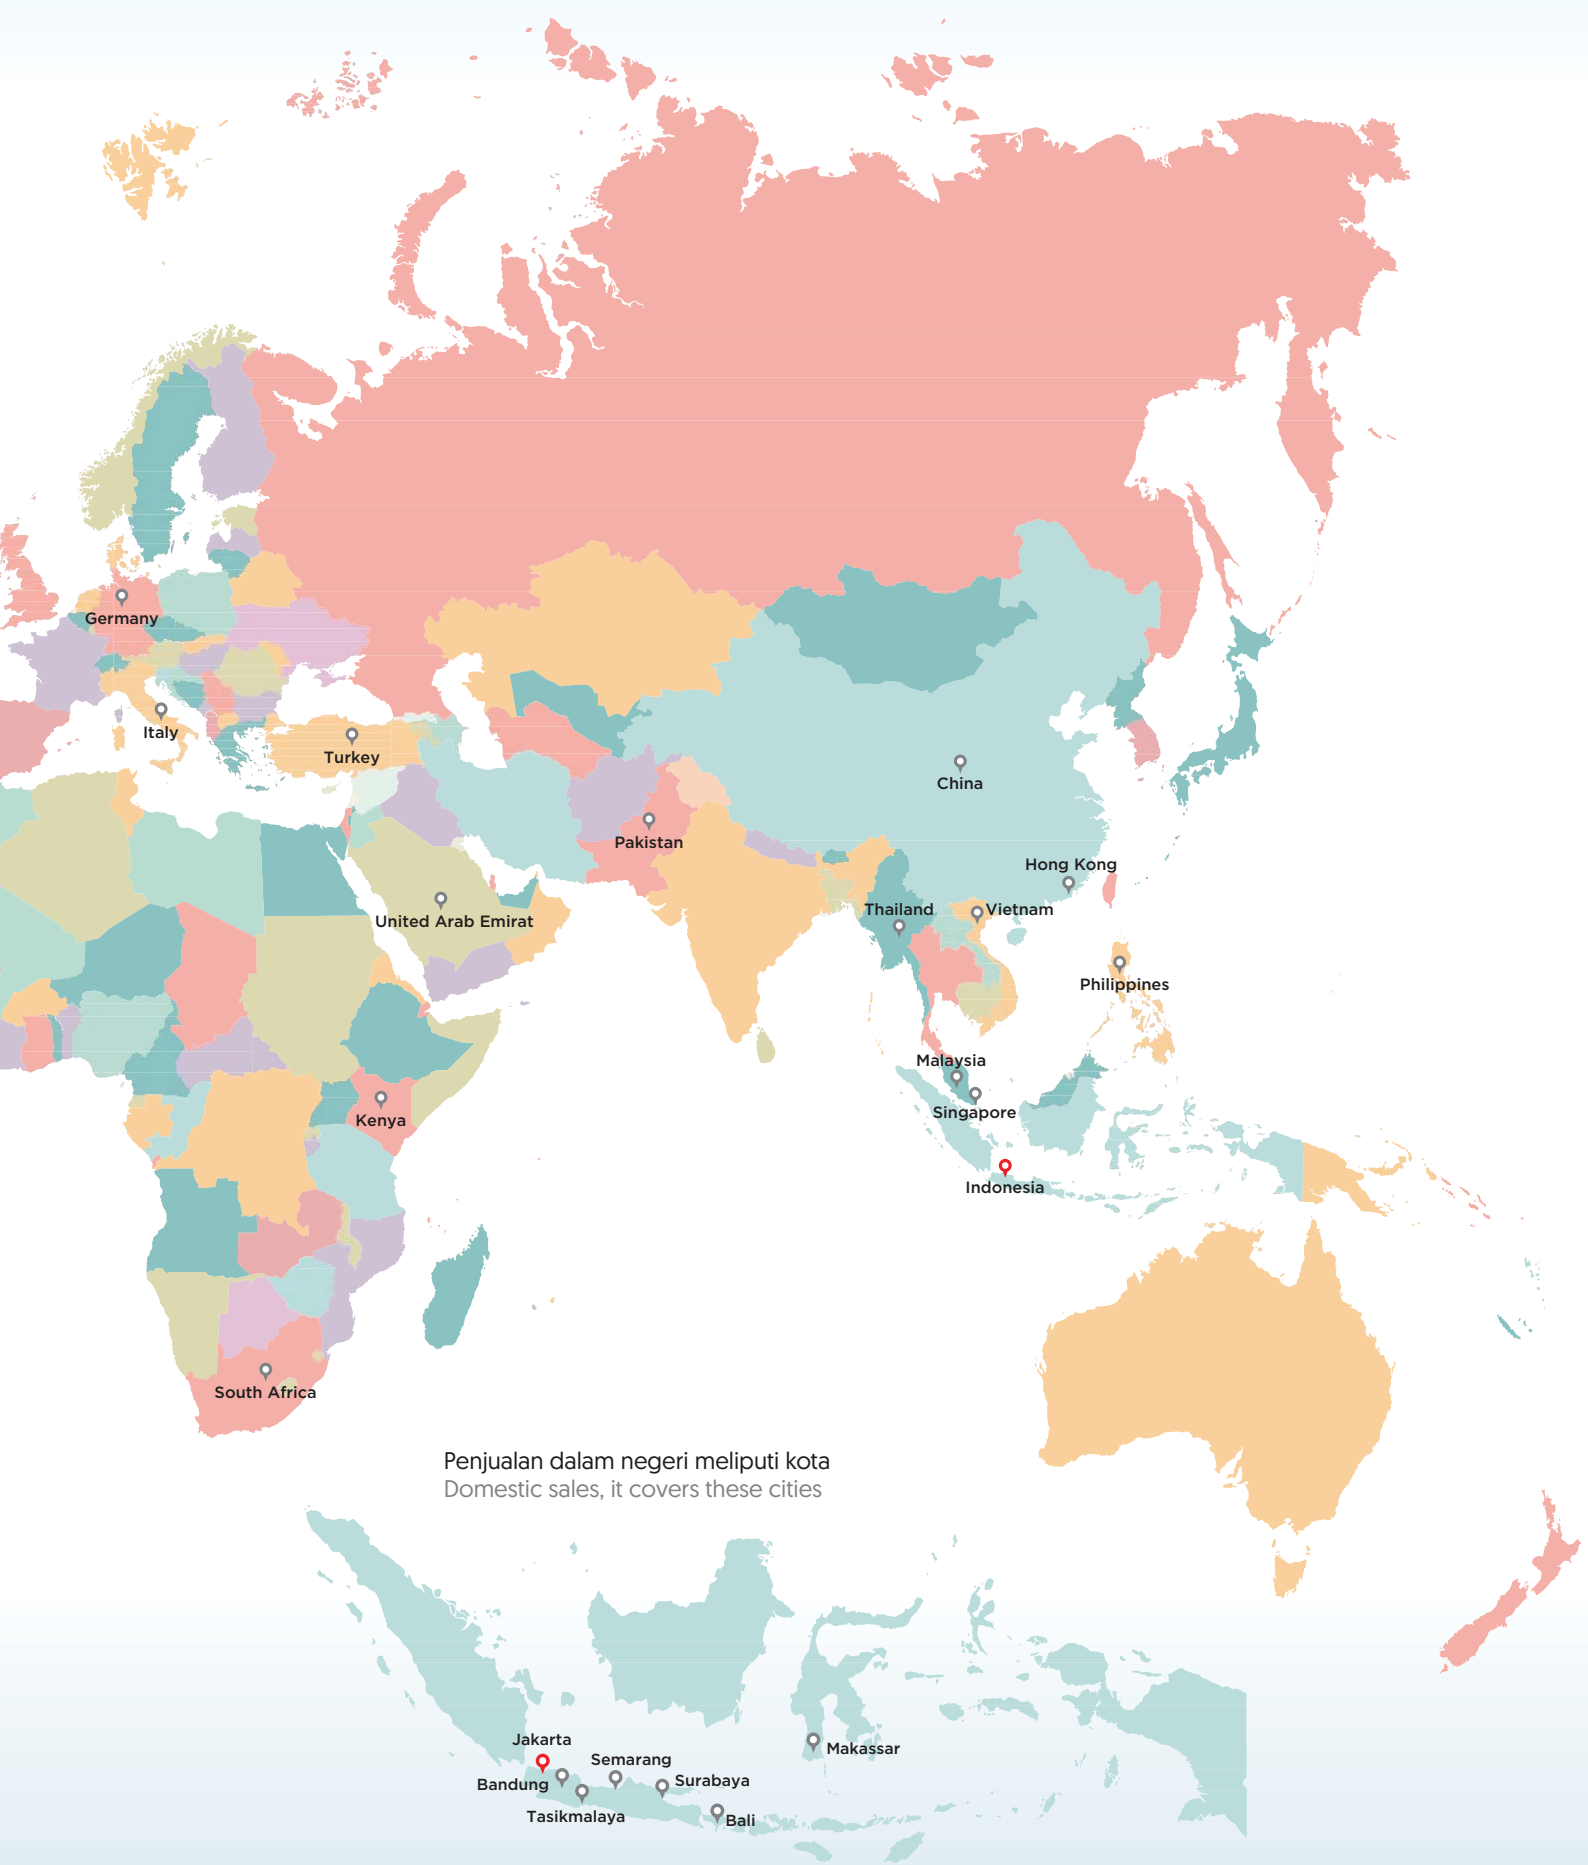 Germany
Italy
Turkey
China
Pakistan
Hong Kong
Thailand
Vietnam
United Arab Emirat
Philippines
Malaysia
Singapore
Kenya
Indonesia
South Africa
Penjualan dalam negeri meliputi kota
Domestic sales, it covers these cities
Jakarta
Makassar
Semarang
Bandung
Surabaya
Tasikmalaya
Bali